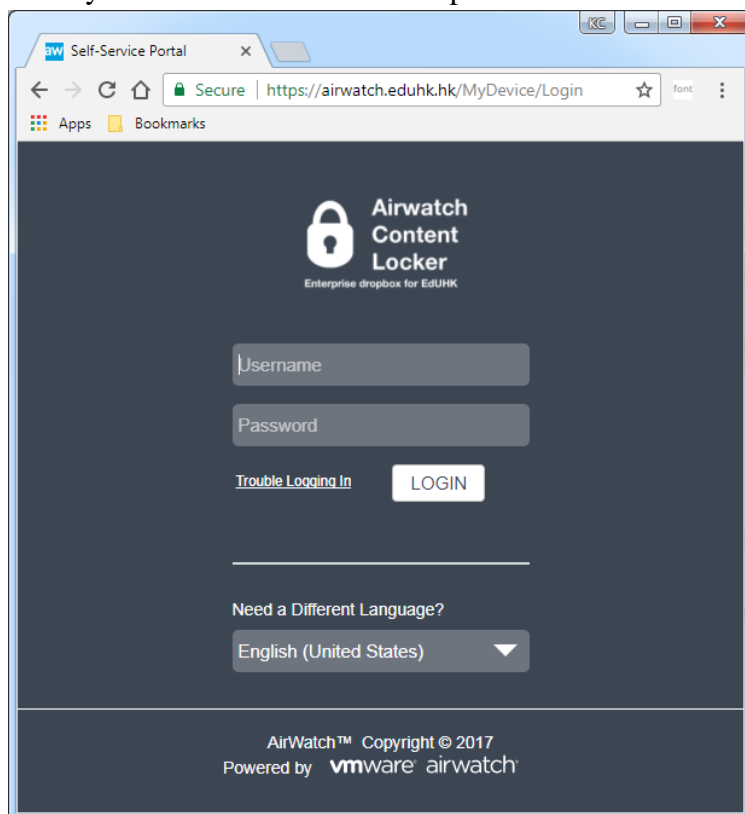 KC
aw Self-Service Portal
Secure | https://airwatch.eduhk.hk/MyDevice/Login font
Apps Bookmarks
Airwatch
Content
Locker
Enterprise dropbox for EdUHK
Username
Password
Trouble Logging In LOGIN
Need a Different Language?
English (United States)
AirWatch™ Copyright © 2017
Powered by vmware airwatch